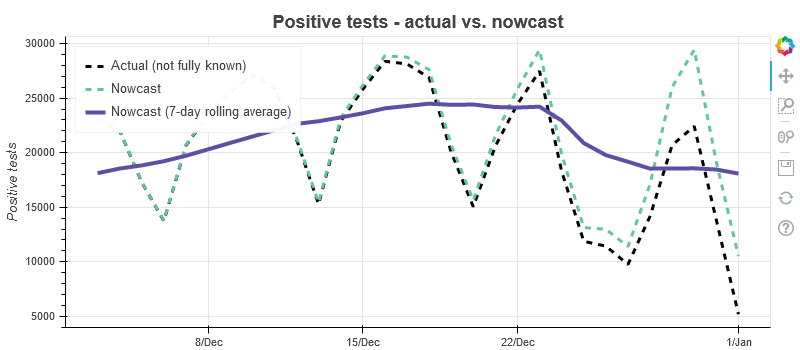 Positive tests - actual vs. nowcast
30000
25000
20000
15000
10000
5000
Positive tests
Actual (not fully known)
Nowcast
Nowcast (7-day rolling average)
8/Dec
15/Dec
22/Dec
1/Jan